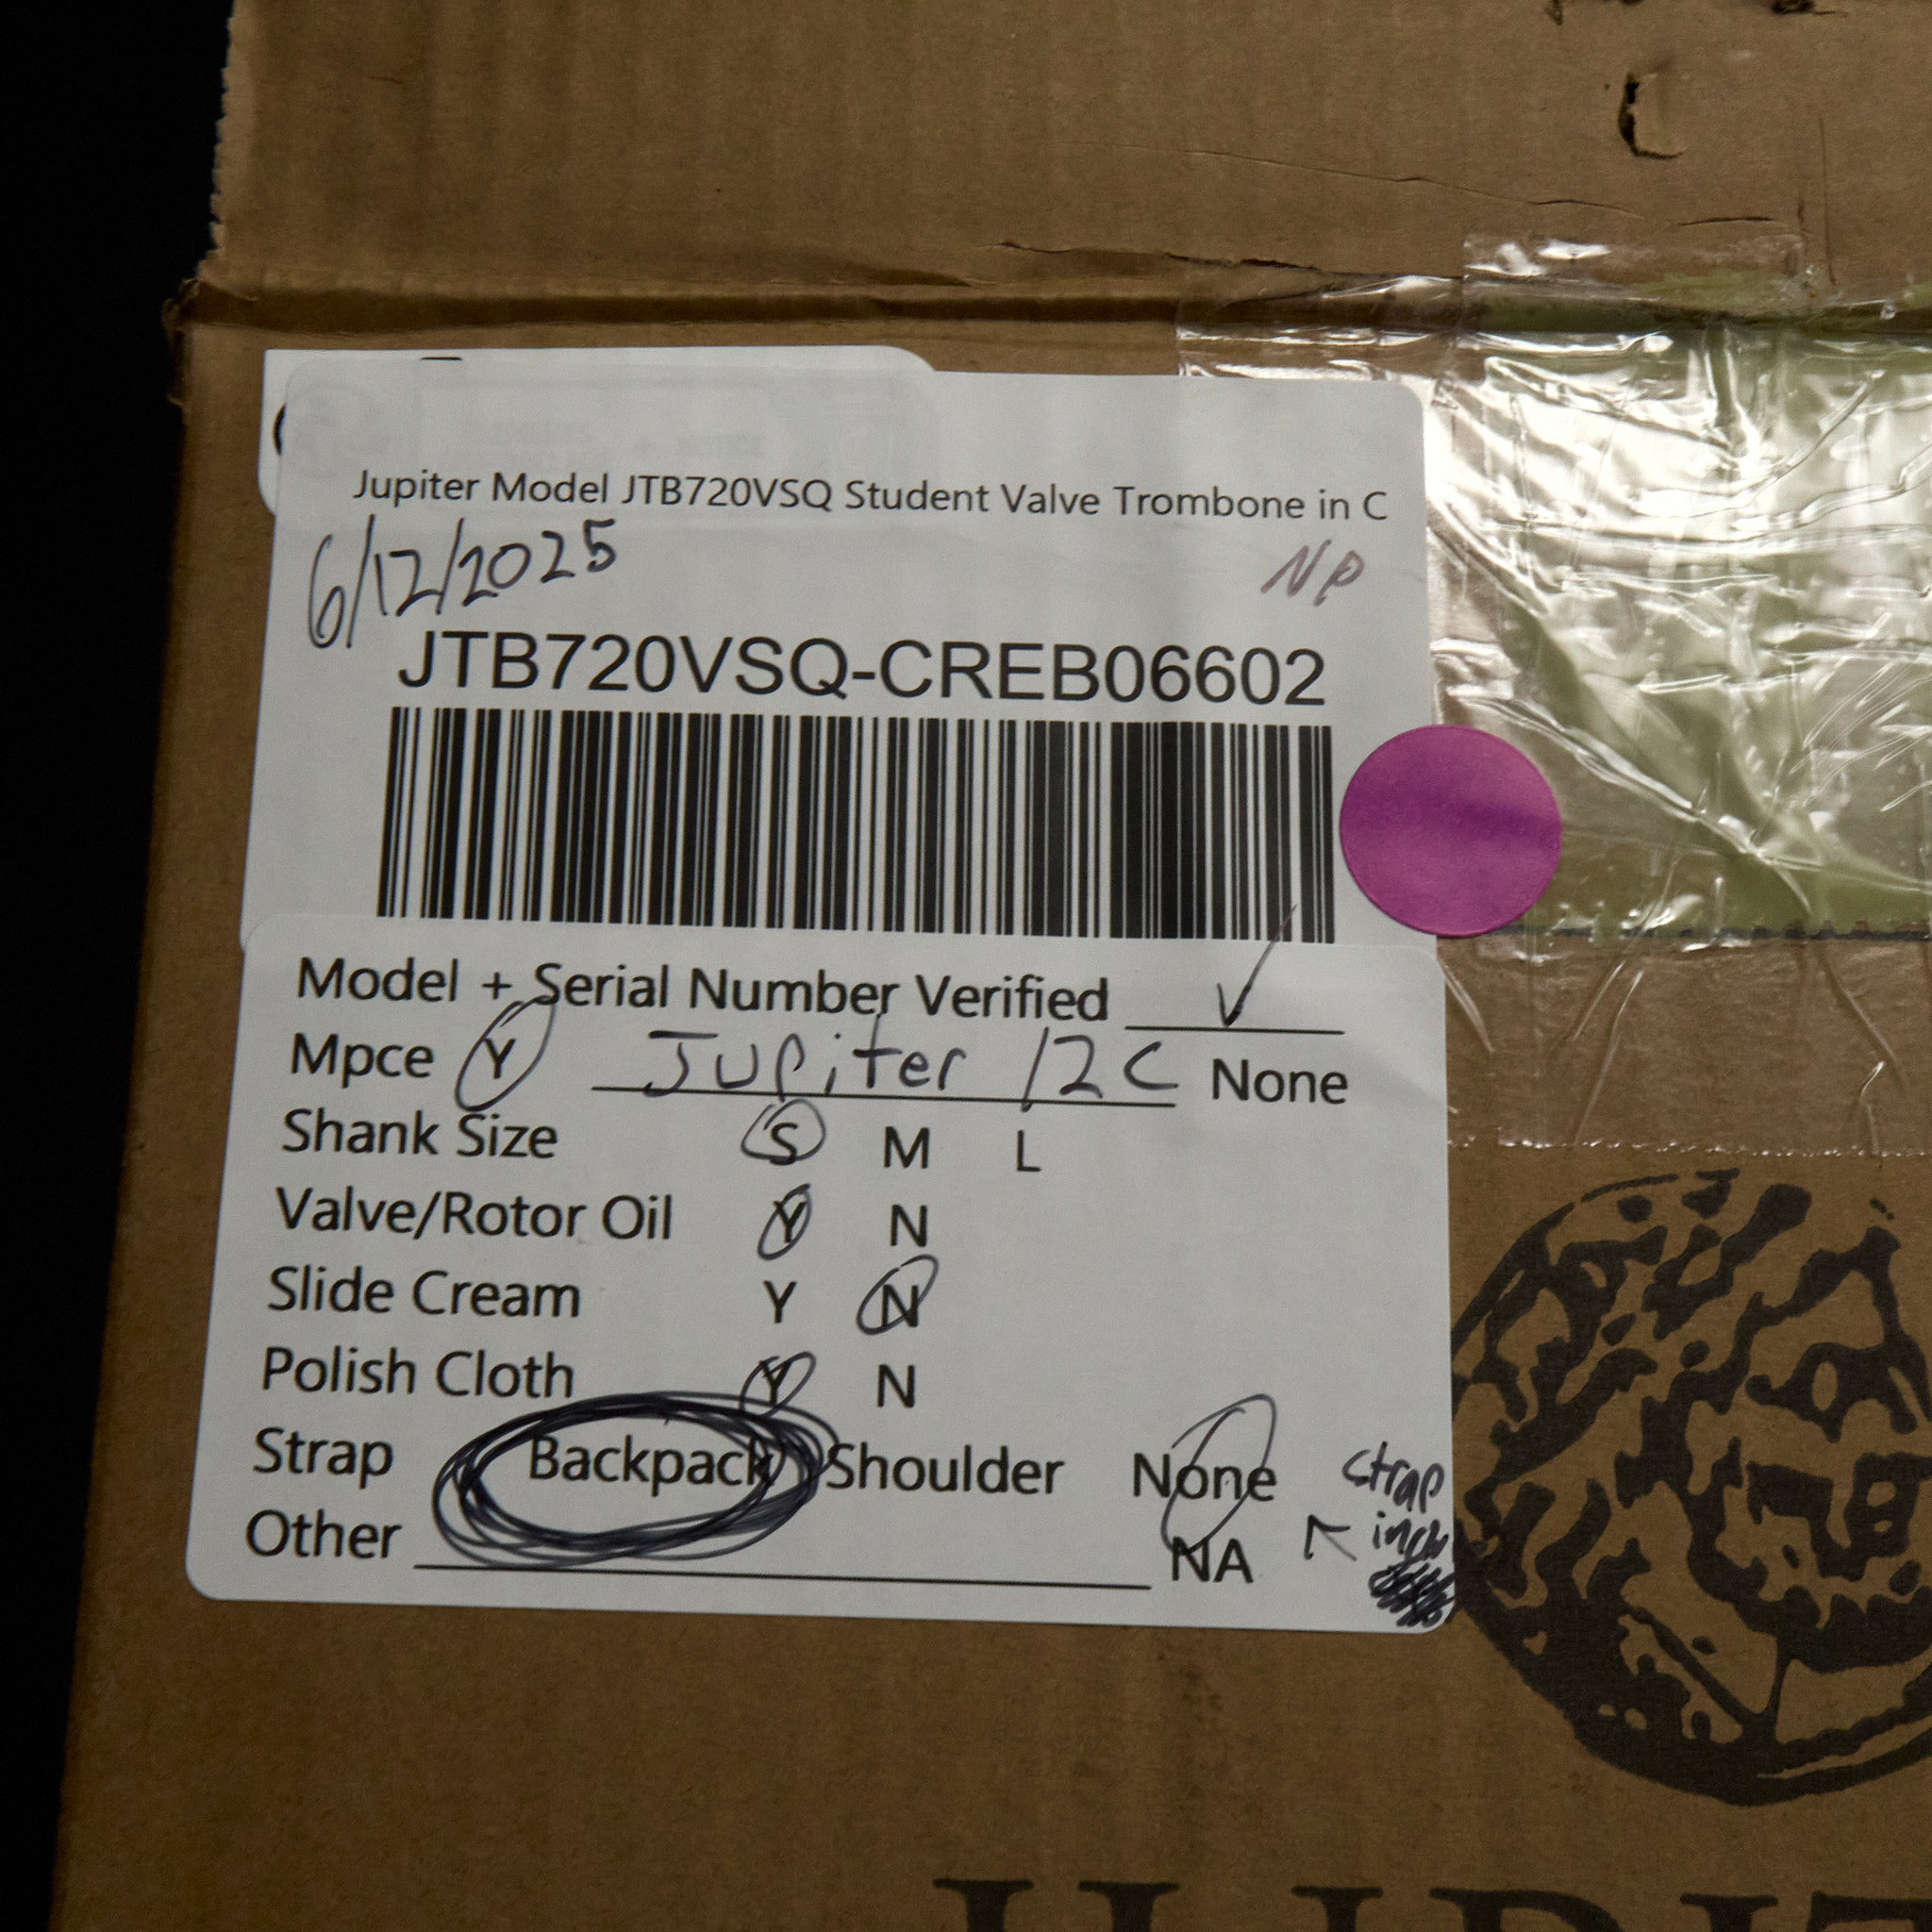 Jupiter Model JTB720VSQ Student Valve Trombone in C
6/12/2025 NP
JTB720VSQ-CREB06602
Model + Serial Number Verified ✓
Mpce Y Jupiter 12C None
Shank Size S M L
Valve/Rotor Oil Y N
Slide Cream Y N
Polish Cloth Y N
Strap Backpack Shoulder None strap
Other NA